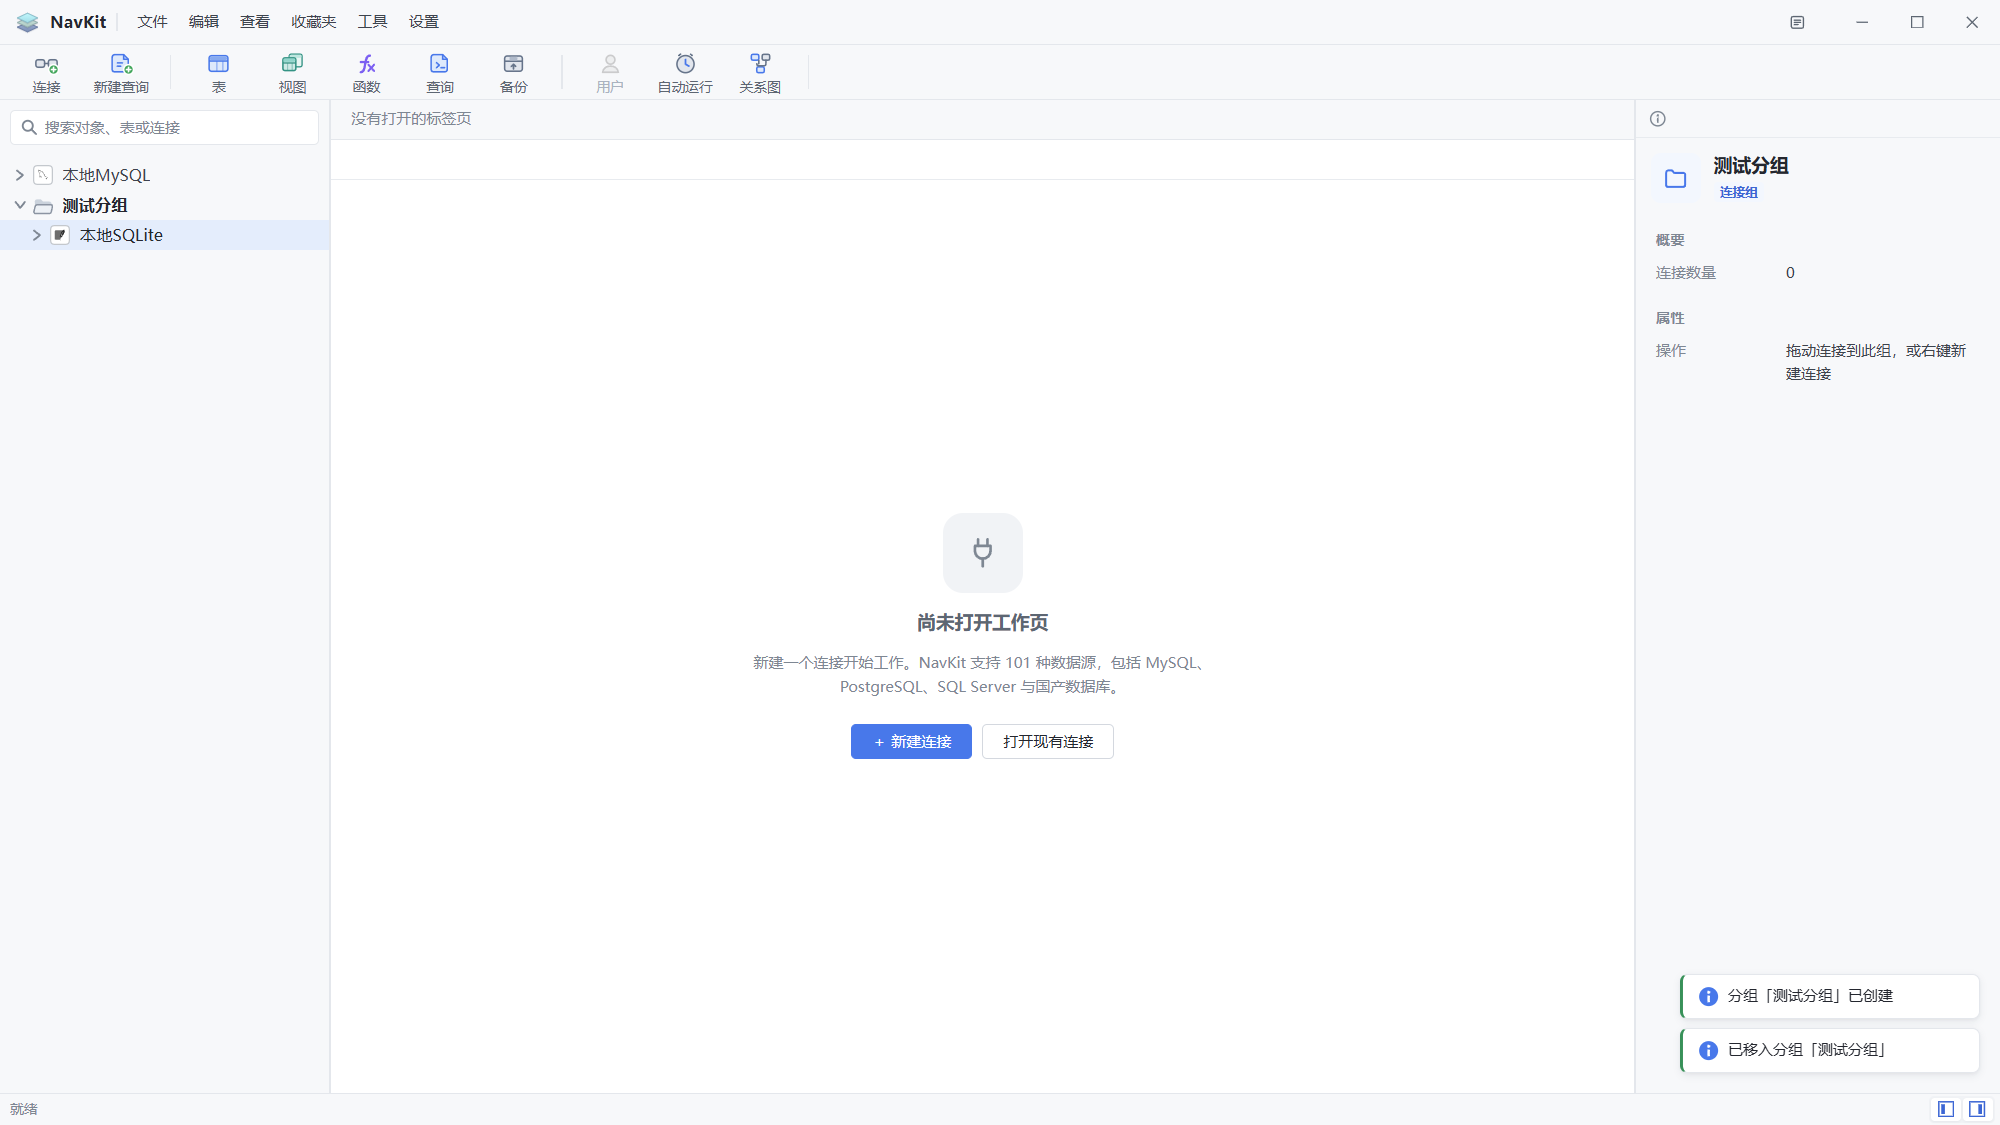 NavKit
文件 编辑 查看 收藏夹 工具 设置
连接 新建查询 表 视图 函数 查询 备份 用户 自动运行 关系图
搜索对象、表或连接
本地MySQL
测试分组
本地SQLite
没有打开的标签页
尚未打开工作页
新建一个连接开始工作。NavKit 支持 101 种数据源，包括 MySQL、
PostgreSQL、SQL Server 与国产数据库。
+ 新建连接 打开现有连接
测试分组
连接组
概要
连接数量 0
属性
操作 拖动连接到此组，或右键新
建连接
分组「测试分组」已创建
已移入分组「测试分组」
就绪